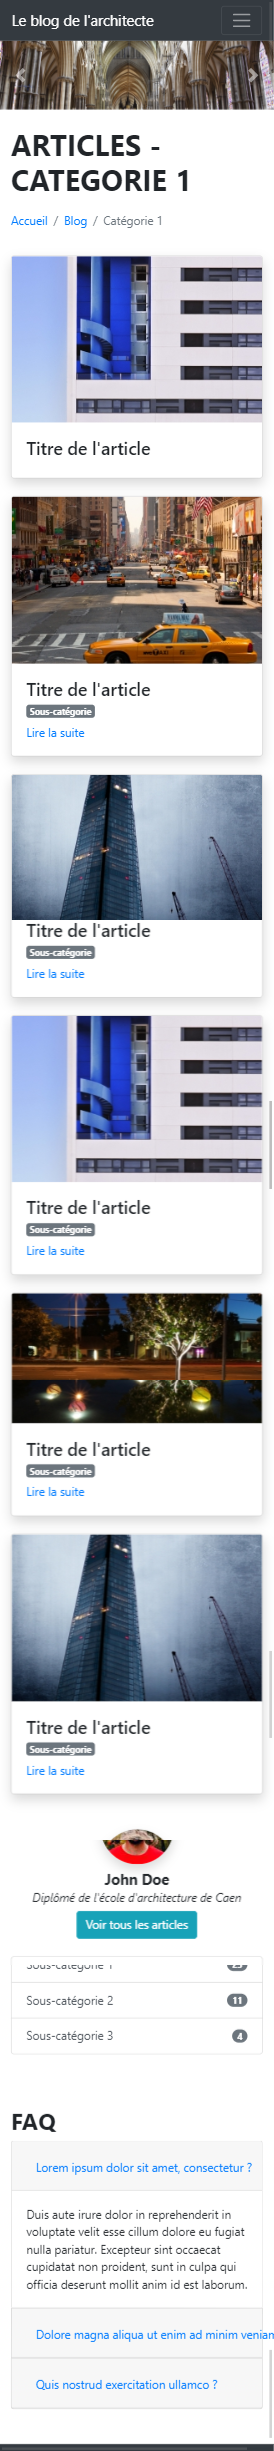 Le blog de l'architecte
ARTICLES -
CATEGORIE 1
Accueil / Blog / Catégorie 1
Titre de l'article
Titre de l'article
Sous-catégorie
Lire la suite
Titre de l'article
Sous-catégorie
Lire la suite
Titre de l'article
Sous-catégorie
Lire la suite
Titre de l'article
Sous-catégorie
Lire la suite
Titre de l'article
Sous-catégorie
Lire la suite
John Doe
Diplômé de l'école d'architecture de Caen
Voir tous les articles
Sous-catégorie 1
Sous-catégorie 2 11
Sous-catégorie 3 4
FAQ
Lorem ipsum dolor sit amet, consectetur ?
Duis aute irure dolor in reprehenderit in
voluptate velit esse cillum dolore eu fugiat
nulla pariatur. Excepteur sint occaecat
cupidatat non proident, sunt in culpa qui
officia deserunt mollit anim id est laborum.
Dolore magna aliqua ut enim ad minim veniam
Quis nostrud exercitation ullamco ?